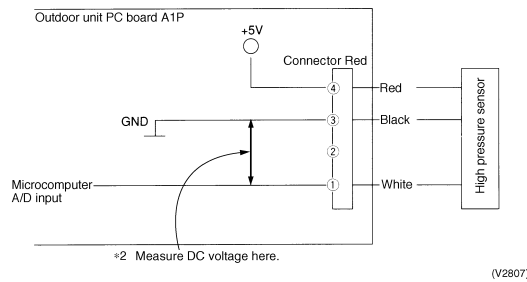 Outdoor unit PC board A1P
+5V
Connector Red
4
Red
GND
3
Black
2
Microcomputer
A/D input
1
White
High pressure sensor
*2 Measure DC voltage here.
(V2807)